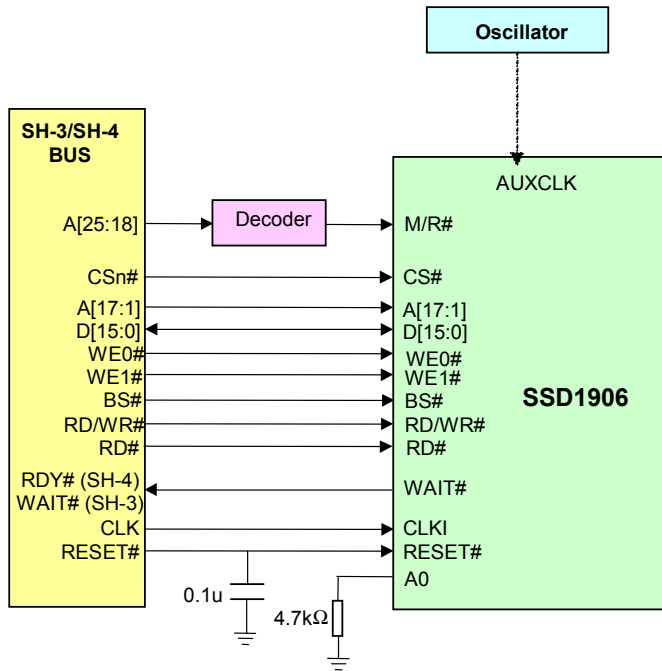 Oscillator
SH-3/SH-4
BUS
AUXCLK
A[25:18]
Decoder
M/R#
CSn#
CS#
A[17:1]
A[17:1]
D[15:0]
D[15:0]
WE0#
WE0#
WE1#
WE1#
BS#
BS#
SSD1906
RD/WR#
RD/WR#
RD#
RD#
RDY# (SH-4)
WAIT#
WAIT# (SH-3)
CLK
CLKI
RESET#
RESET#
A0
0.1u
4.7kΩ